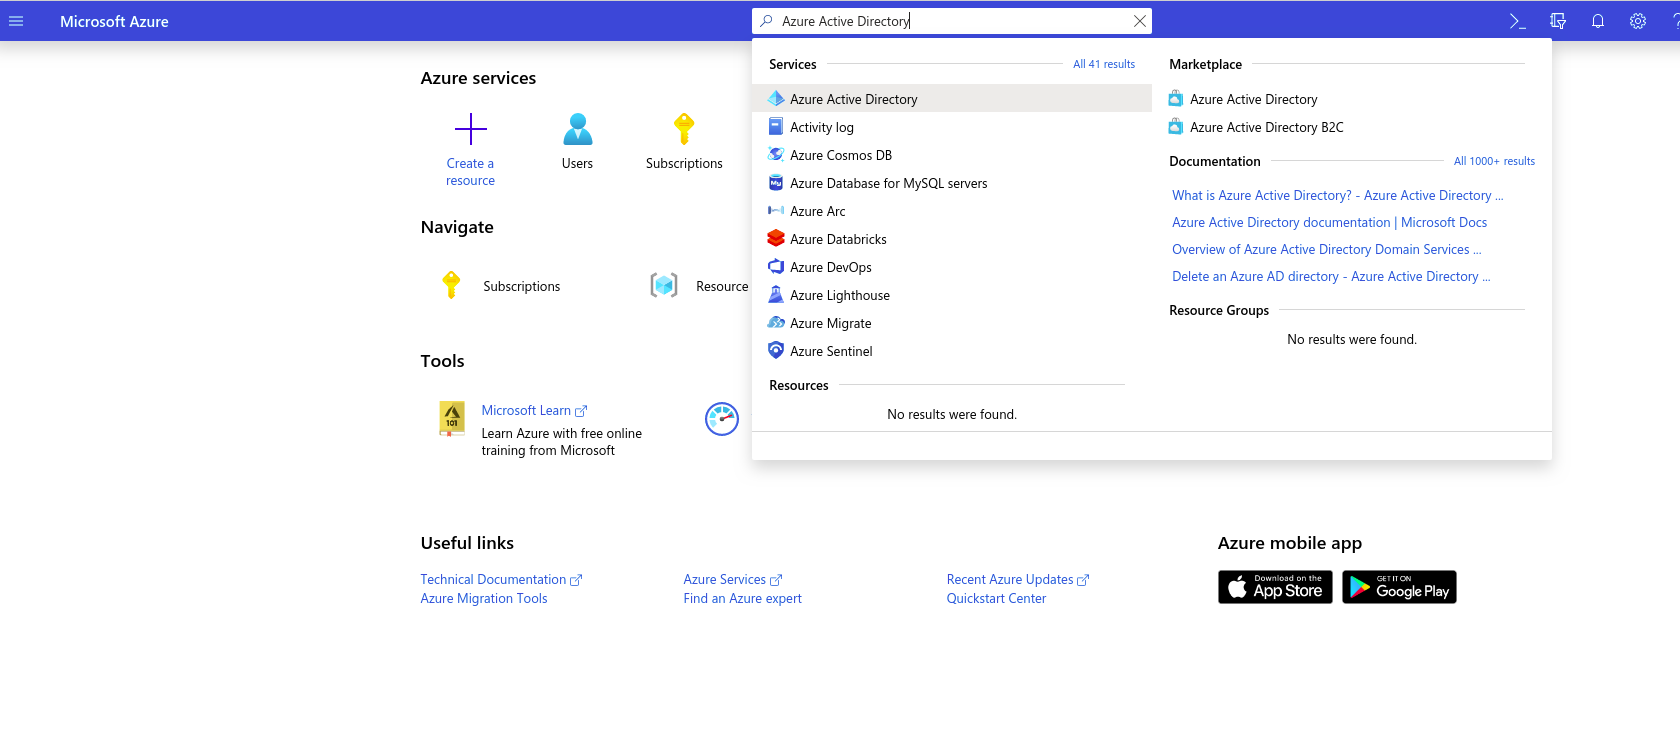 Microsoft Azure
Azure Active Directory
Azure services
Create a
resource
Users
Subscriptions
Navigate
Subscriptions
Resource
Tools
Microsoft Learn
Learn Azure with free online
training from Microsoft
101
Services
All 41 results
Azure Active Directory
Activity log
Azure Cosmos DB
Azure Database for MySQL servers
My
Azure Arc
Azure Databricks
Azure DevOps
Azure Lighthouse
Azure Migrate
Azure Sentinel
Resources
No results were found.
Marketplace
Azure Active Directory
Azure Active Directory B2C
Documentation
All 1000+ results
What is Azure Active Directory? - Azure Active Directory ...
Azure Active Directory documentation | Microsoft Docs
Overview of Azure Active Directory Domain Services ...
Delete an Azure AD directory - Azure Active Directory ...
Resource Groups
No results were found.
Useful links
Technical Documentation
Azure Services
Recent Azure Updates
Azure Migration Tools
Find an Azure expert
Quickstart Center
Azure mobile app
Download on the
App Store
GET IT ON
Google Play